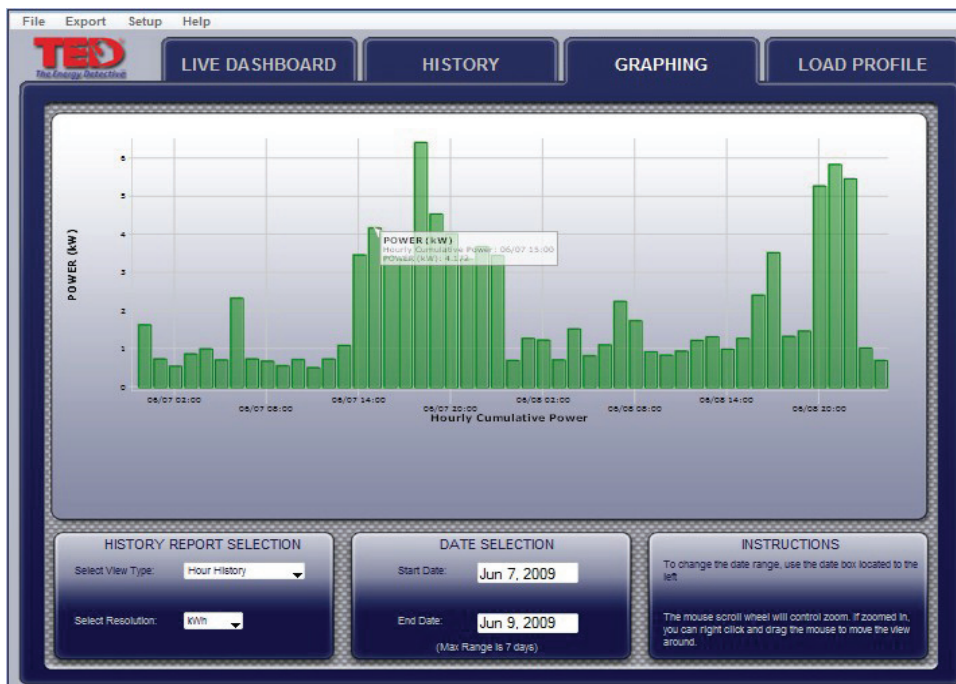 File Export Setup Help
TED
The Energy Detective
LIVE DASHBOARD
HISTORY
GRAPHING
LOAD PROFILE
POWER (kW)
6
5
4
3
2
1
0
POWER (kW)
Hourly Cumulative Power: 06/07 15:00
POWER (kW): 4.172
06/07 02:00
06/07 08:00
06/07 14:00
06/07 20:00
06/08 02:00
06/08 08:00
06/08 14:00
06/08 20:00
Hourly Cumulative Power
HISTORY REPORT SELECTION
Select View Type: Hour History
Select Resolution: kWh
DATE SELECTION
Start Date: Jun 7, 2009
End Date: Jun 9, 2009
(Max Range is 7 days)
INSTRUCTIONS
To change the date range, use the date box located to the
left
The mouse scroll wheel will control zoom. If zoomed in,
you can right click and drag the mouse to move the view
around.